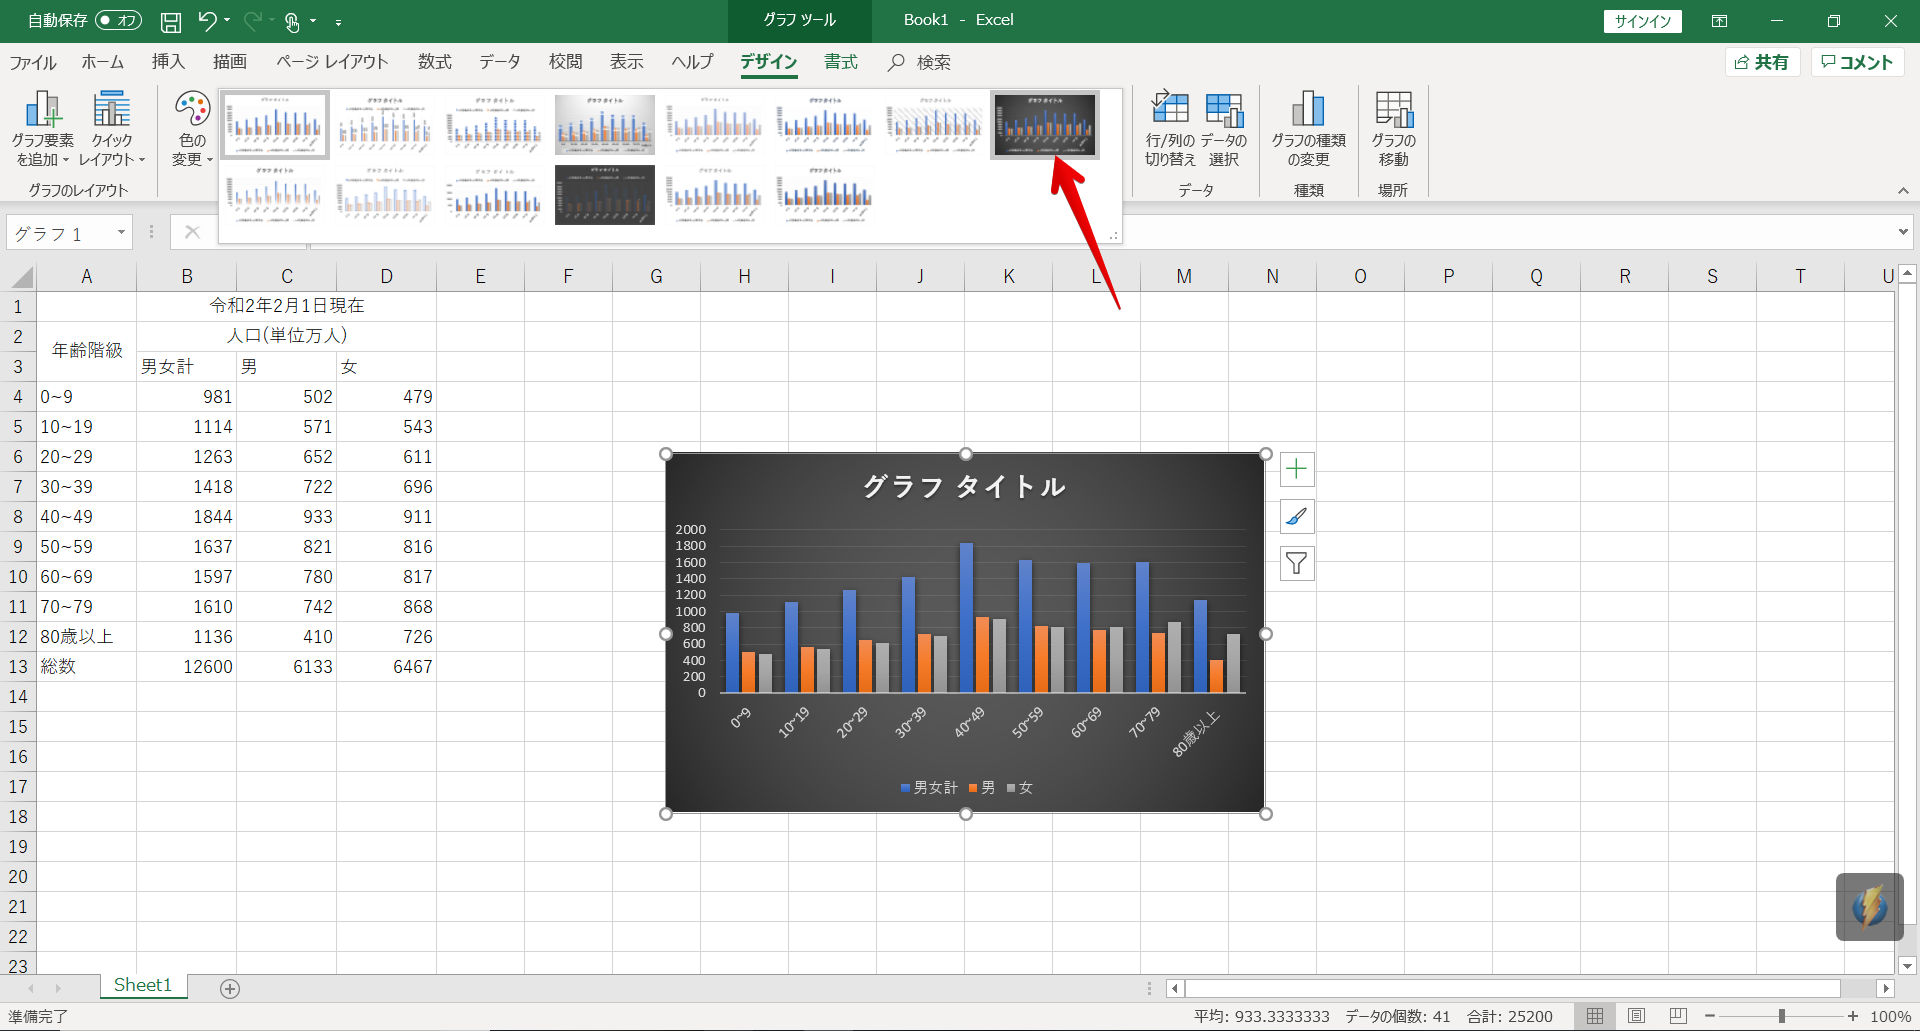 自動保存 オフ
グラフ ツール
Book1 - Excel
サインイン
ファイル ホーム 挿入 描画 ページ レイアウト 数式 データ 校閲 表示 ヘルプ デザイン 書式 検索
共有 コメント
グラフ要素を追加
クイックレイアウト
色の変更
グラフのレイアウト
行/列の切り替え
データの選択
グラフの種類の変更
グラフの移動
データ 種類 場所
グラフ 1
A B C D E F G H I J K L M N O P Q R S T U
1 令和2年2月1日現在
2 年齢階級 人口(単位万人)
3 男女計 男 女
4 0~9 981 502 479
5 10~19 1114 571 543
6 20~29 1263 652 611
7 30~39 1418 722 696
8 40~49 1844 933 911
9 50~59 1637 821 816
10 60~69 1597 780 817
11 70~79 1610 742 868
12 80歳以上 1136 410 726
13 総数 12600 6133 6467
14
15
16
17
18
19
20
21
22
23
グラフ タイトル
2000
1800
1600
1400
1200
1000
800
600
400
200
0
0~9 10~19 20~29 30~39 40~49 50~59 60~69 70~79 80歳以上
男女計 男 女
Sheet1
準備完了
平均: 933.3333333 データの個数: 41 合計: 25200
100%